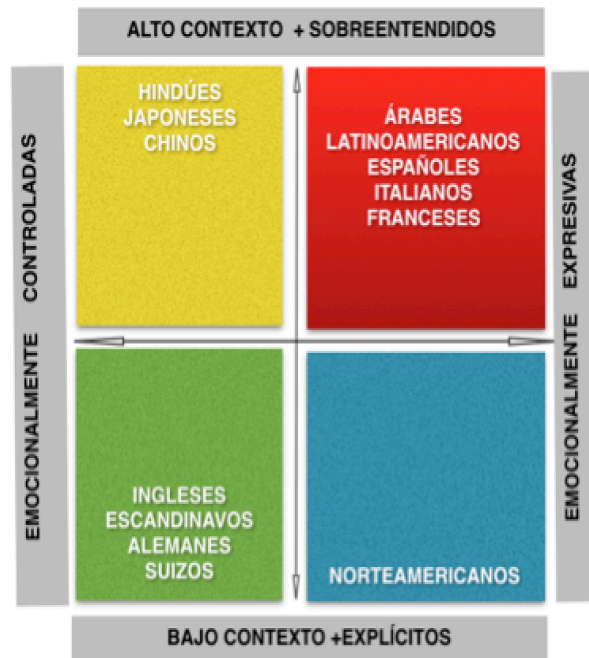 ALTO CONTEXTO + SOBREENTENDIDOS
EMOCIONALMENTE CONTROLADAS
HINDÚES
JAPONESES
CHINOS
ÁRABES
LATINOAMERICANOS
ESPAÑOLES
ITALIANOS
FRANCESES
EMOCIONALMENTE EXPRESIVAS
INGLESES
ESCANDINAVOS
ALEMANES
SUIZOS
NORTEAMERICANOS
BAJO CONTEXTO +EXPLÍCITOS